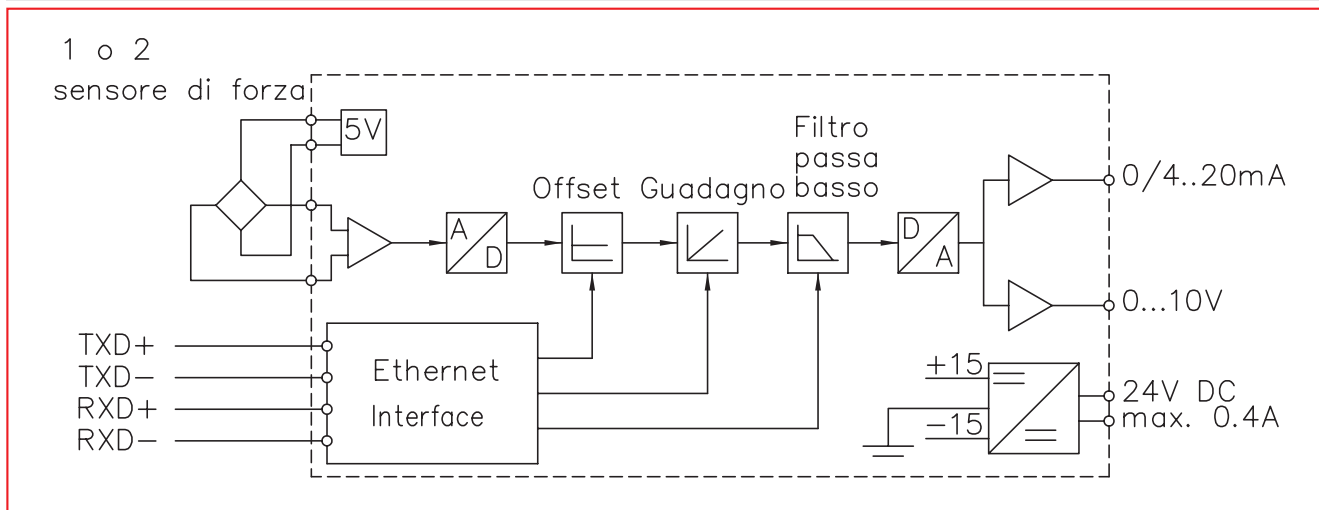 1 o 2
sensore di forza
5V
Offset
Guadagno
Filtro
passa
basso
A
D
D
A
0/4..20mA
0...10V
TXD+
TXD-
RXD+
RXD-
Ethernet
Interface
+15
-15
24V DC
max. 0.4A